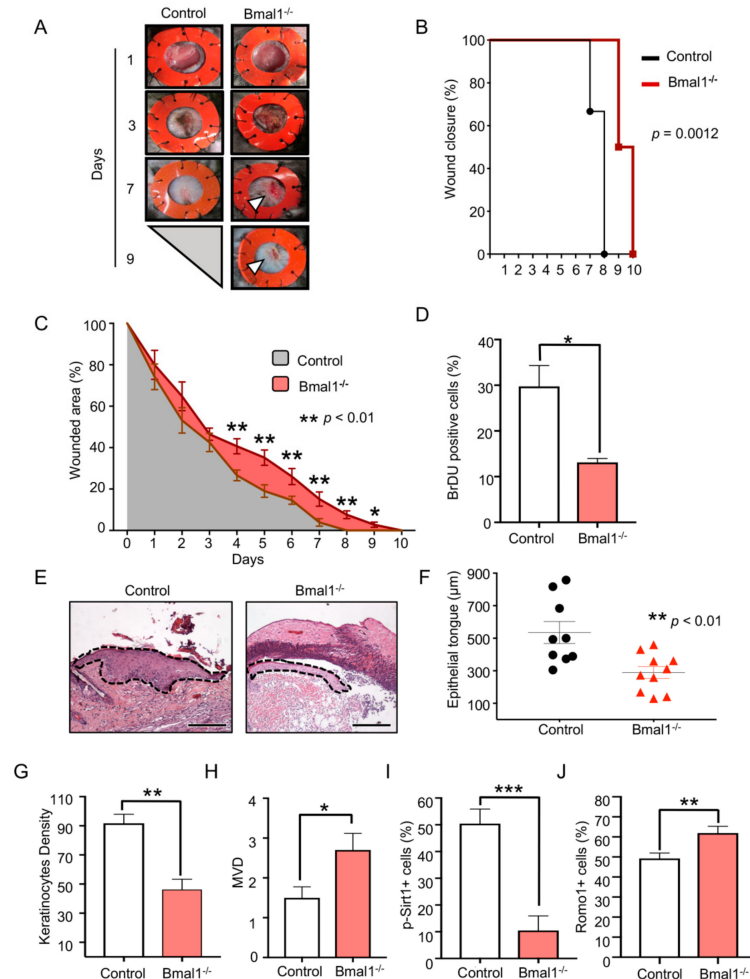 A
Control
Bmal1-/-
Days
1
3
7
9
B
Wound closure (%)
100
80
60
40
20
0
1 2 3 4 5 6 7 8 9 10
Control
Bmal1-/-
p = 0.0012
C
Wounded area (%)
100
80
60
40
20
0
0 1 2 3 4 5 6 7 8 9 10
Days
Control
Bmal1-/-
** p < 0.01
** ** ** ** ** *
D
BrDU positive cells (%)
40
30
20
10
0
*
Control Bmal1-/-
E
Control
Bmal1-/-
F
Epithelial tongue (µm)
900
700
500
300
100
** p < 0.01
Control Bmal1-/-
G
Keratinocytes Density
110
90
70
50
30
10
**
Control Bmal1-/-
H
MVD
4
3
2
1
0
*
Control Bmal1-/-
I
p-Sirt1+ cells (%)
60
50
40
30
20
10
0
***
Control Bmal1-/-
J
Romo1+ cells (%)
80
70
60
50
40
30
20
10
0
**
Control Bmal1-/-